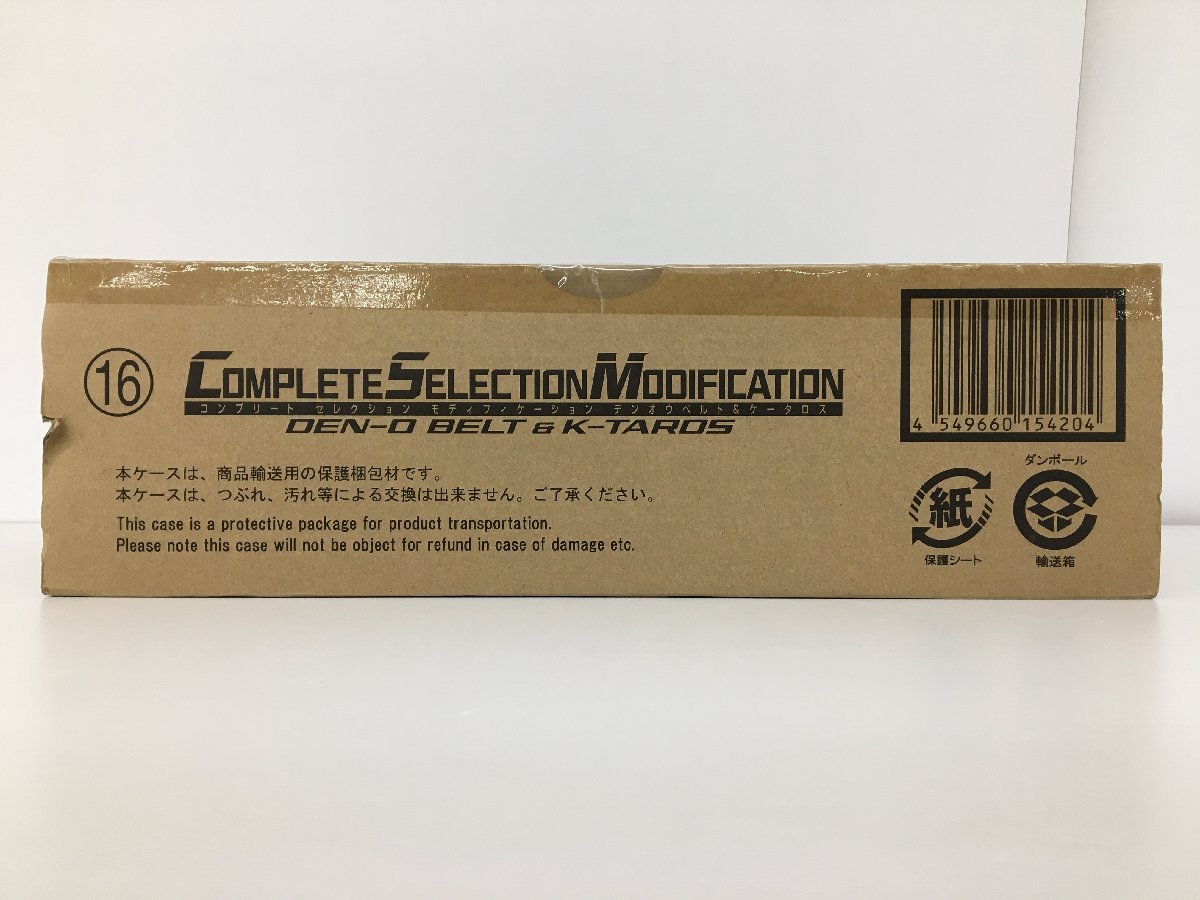 16
COMPLETE SELECTION MODIFICATION
コンプリート セレクション モディフィケーション デンオウベルト&ケータロス
DEN-O BELT & K-TAROS
本ケースは、商品輸送用の保護梱包材です。
本ケースは、つぶれ、汚れ等による交換は出来ません。ご了承ください。
This case is a protective package for product transportation.
Please note this case will not be object for refund in case of damage etc.
4 549660 154204
ダンボール
紙
保護シート
輸送箱